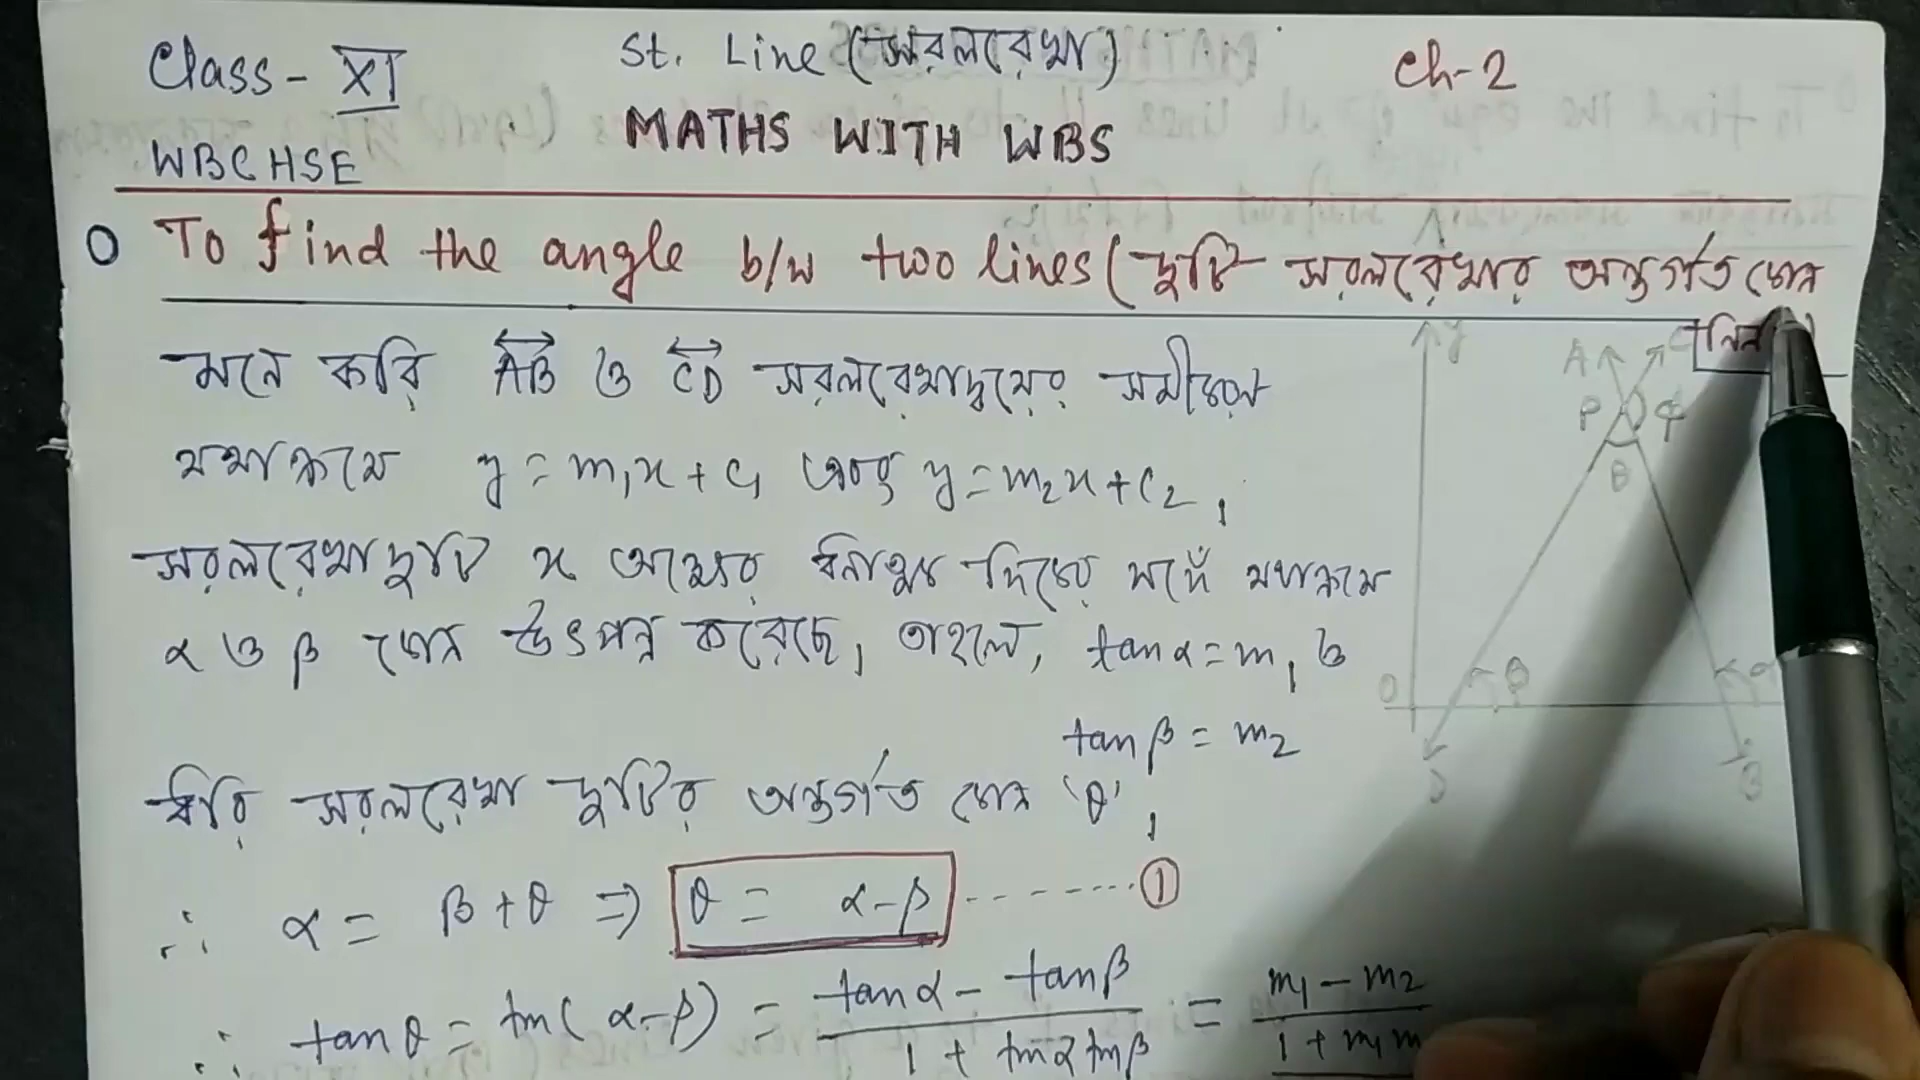 Class - XI
St. Line (সরলরেখা)
Ch-2
WBCHSE
MATHS WITH WBS
To find the angle b/w two lines (দুটি সরলরেখার অন্তর্গত কোণ
মনে করি AB ও CD সরলরেখাদ্বয়ের সমীকরণ
যথাক্রমে y = m₁x + c₁ এবং y = m₂x + c₂,
সরলরেখা দুটি x অক্ষের ধনাত্মক দিকের সাথে যথাক্রমে
α ও β কোণ উৎপন্ন করেছে, তাহলে, tanα = m₁ ও
tanβ = m₂
ধরি সরলরেখা দুটির অন্তর্গত কোণ 'θ',
∴ α = β + θ ⇒ θ = α - β ------- ①
∴ tanθ = tan(α - β) = (tanα - tanβ)/(1 + tanα tanβ) = (m₁ - m₂)/(1 + m₁m
y
A
C
P
φ
θ
O
β
α
D
B